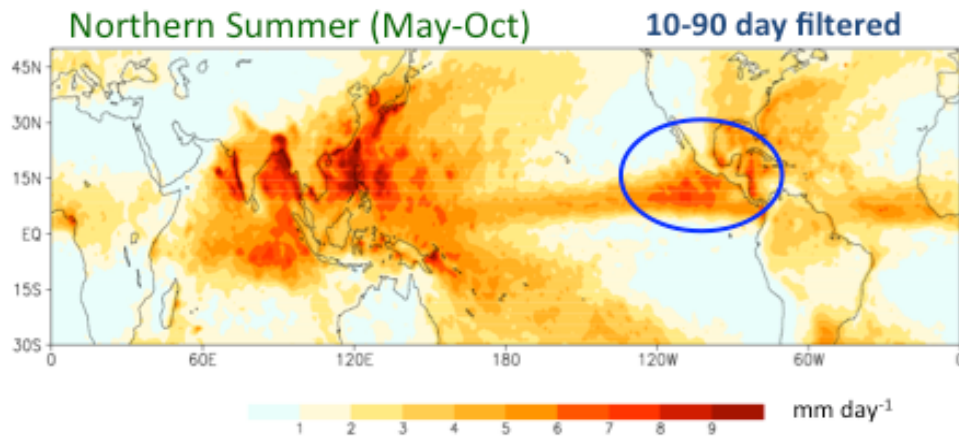 Northern Summer (May-Oct) 10-90 day filtered
45N
30N
15N
EQ
15S
30S
0 60E 120E 180 120W 60W 0
1 2 3 4 5 6 7 8 9 mm day⁻¹